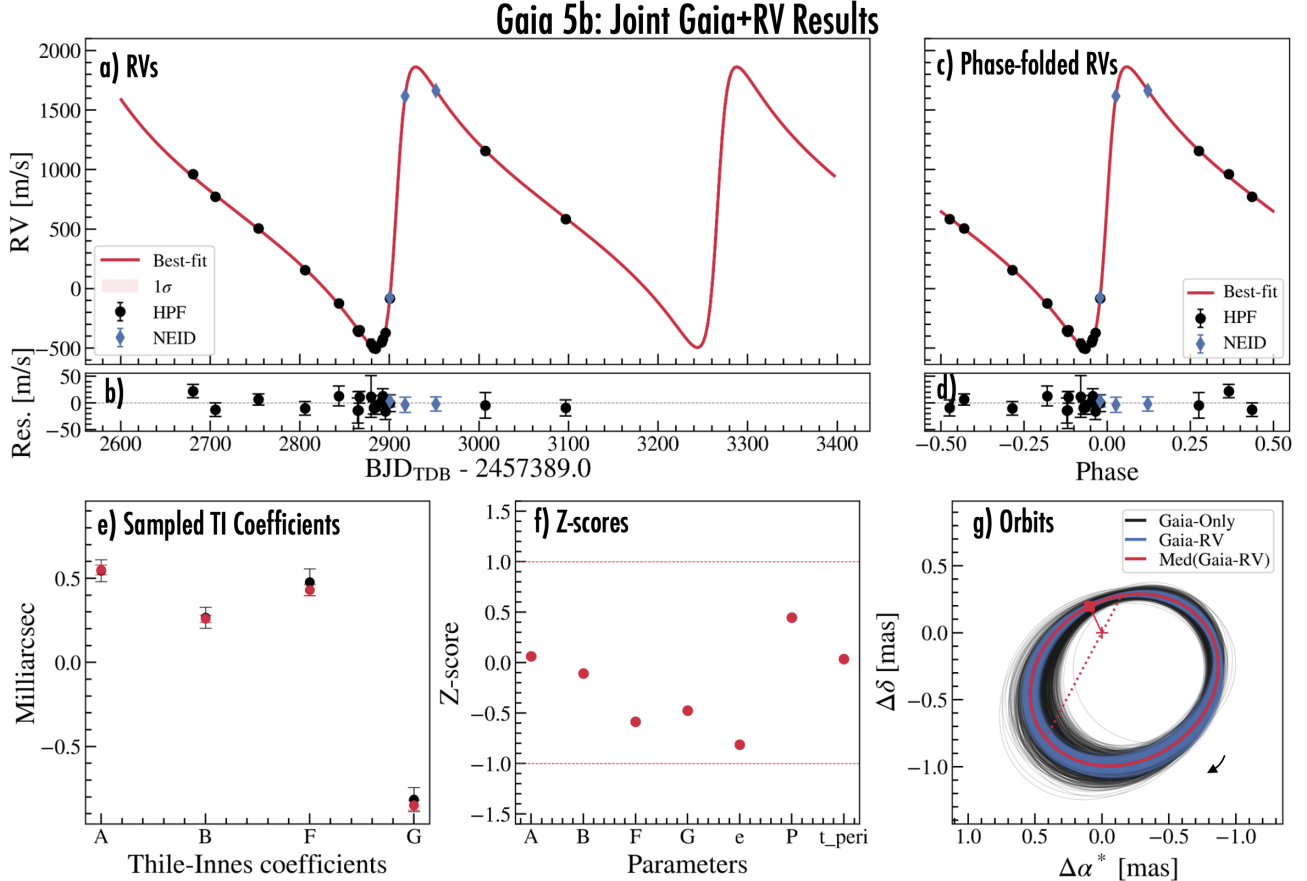 Gaia 5b: Joint Gaia+RV Results
a) RVs
RV [m/s]
2000
1500
1000
500
0
−500
Best-fit
1σ
HPF
NEID
b)
Res. [m/s]
50
0
−50
2600 2700 2800 2900 3000 3100 3200 3300 3400
BJD_TDB - 2457389.0
c) Phase-folded RVs
Best-fit
HPF
NEID
d)
−0.50 −0.25 0.00 0.25 0.50
Phase
e) Sampled TI Coefficients
Milliarcsec
0.5
0.0
−0.5
A B F G
Thile-Innes coefficients
f) Z-scores
Z-score
1.5
1.0
0.5
0.0
−0.5
−1.0
−1.5
A B F G e P t_peri
Parameters
g) Orbits
Gaia-Only
Gaia-RV
Med(Gaia-RV)
Δδ [mas]
0.5
0.0
−0.5
−1.0
1.0 0.5 0.0 −0.5 −1.0
Δα* [mas]